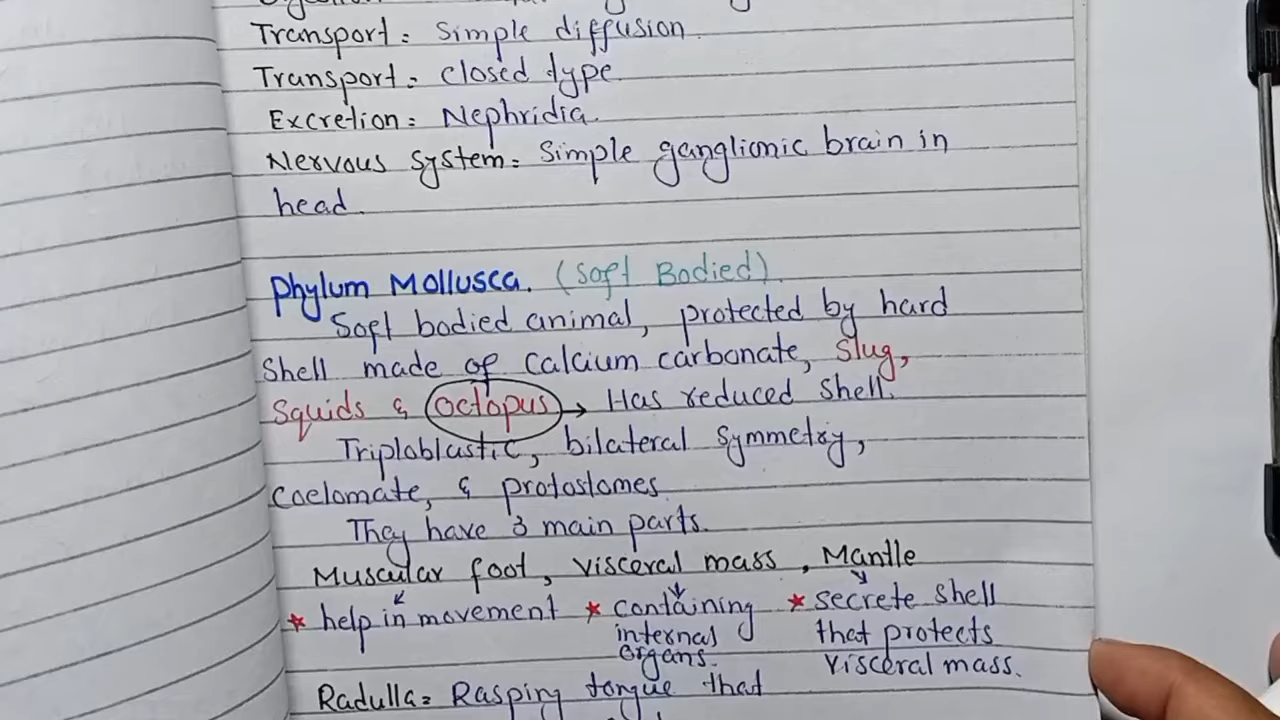 Transport: Simple diffusion.
Transport: closed type.
Excretion: Nephridia.
Nervous system: Simple ganglionic brain in
head.
Phylum Mollusca. (Soft Bodied).
Soft bodied animal, protected by hard
shell made of calcium carbonate, slug,
squids & octopus → Has reduced shell.
Triploblastic, bilateral symmetry,
coelomate, & protostomes.
They have 3 main parts.
Muscular foot, visceral mass, Mantle
* help in movement * containing * secrete shell
internal that protects
organs. visceral mass.
Radulla= Rasping tongue that